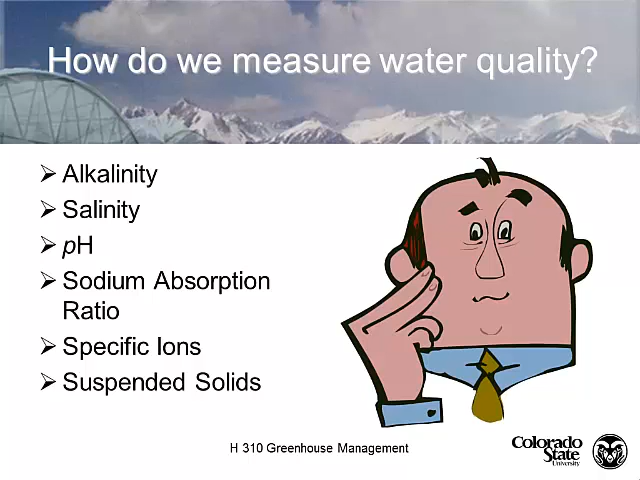 How do we measure water quality?
Alkalinity
Salinity
pH
Sodium Absorption
Ratio
Specific Ions
Suspended Solids
H 310 Greenhouse Management
Colorado
State
University